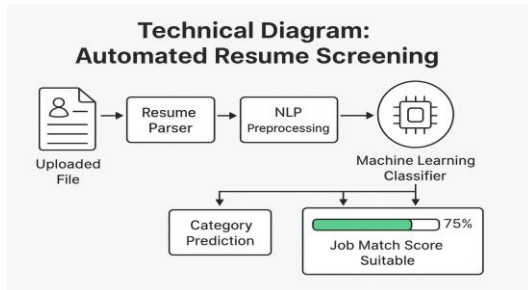 Technical Diagram:
Automated Resume Screening
Uploaded
File
Resume
Parser
NLP
Preprocessing
Machine Learning
Classifier
Category
Prediction
75%
Job Match Score
Suitable